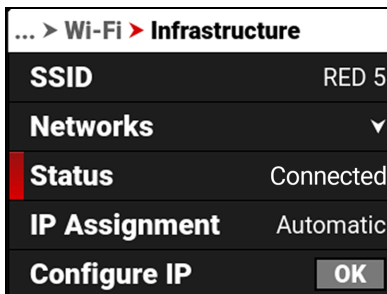 ... > Wi-Fi > Infrastructure
SSID RED 5
Networks
Status Connected
IP Assignment Automatic
Configure IP OK